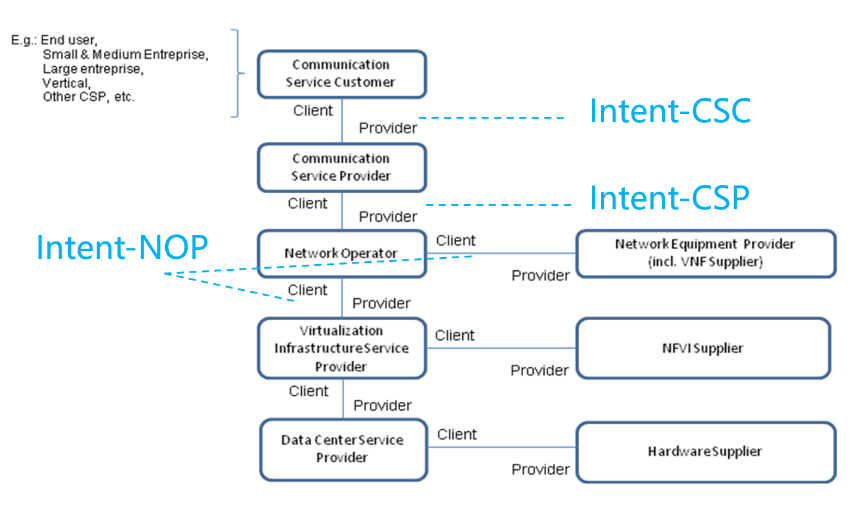 E.g.: End user,
Small & Medium Entreprise,
Large entreprise,
Vertical,
Other CSP, etc.
Communication
Service Customer
Client
Provider
Intent-CSC
Communication
Service Provider
Client
Provider
Intent-CSP
Intent-NOP
Network Operator
Client
Provider
Network Equipment Provider
(incl. VNF Supplier)
Client
Provider
Virtualization
Infrastructure Service
Provider
Client
Provider
NFVI Supplier
Client
Provider
Data Center Service
Provider
Client
Provider
Hardware Supplier